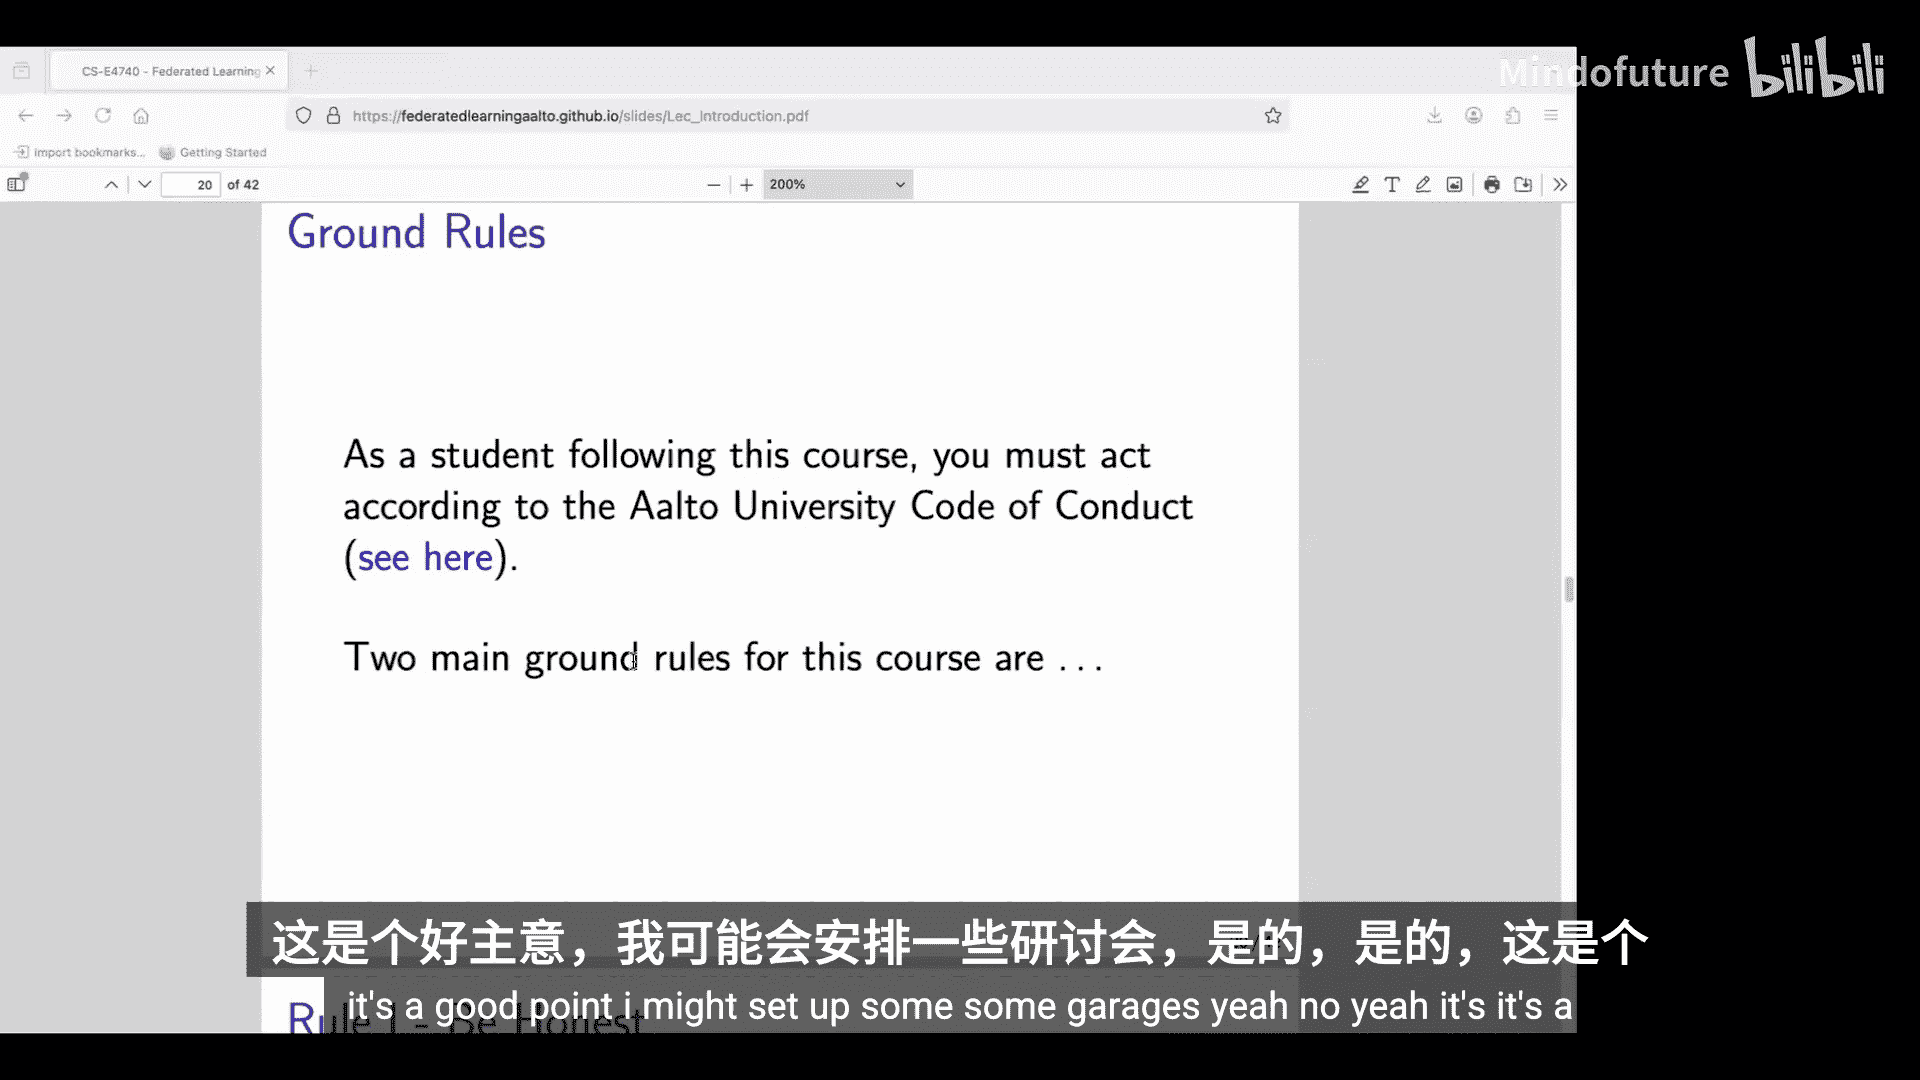 Mindofuture bilibili
CS-E4740 - Federated Learning
https://federatedlearningaalto.github.io/slides/Lec_Introduction.pdf
Import bookmarks... Getting Started
20 of 42 200%
Ground Rules
As a student following this course, you must act
according to the Aalto University Code of Conduct
(see here).
Two main ground rules for this course are ...
这是个好主意，我可能会安排一些研讨会，是的，是的，这是个
Rule 1 - Be Honest
it's a good point i might set up some some garages yeah no yeah it's it's a